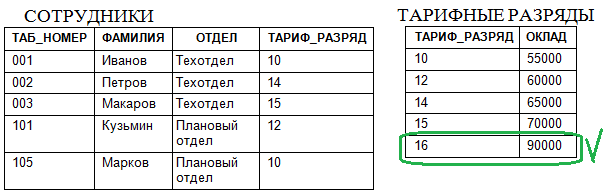 СОТРУДНИКИ
ТАБ_НОМЕР ФАМИЛИЯ ОТДЕЛ ТАРИФ_РАЗРЯД
001 Иванов Техотдел 10
002 Петров Техотдел 14
003 Макаров Техотдел 15
101 Кузьмин Плановый отдел 12
105 Марков Плановый отдел 10
ТАРИФНЫЕ РАЗРЯДЫ
ТАРИФ_РАЗРЯД ОКЛАД
10 55000
12 60000
14 65000
15 70000
16 90000